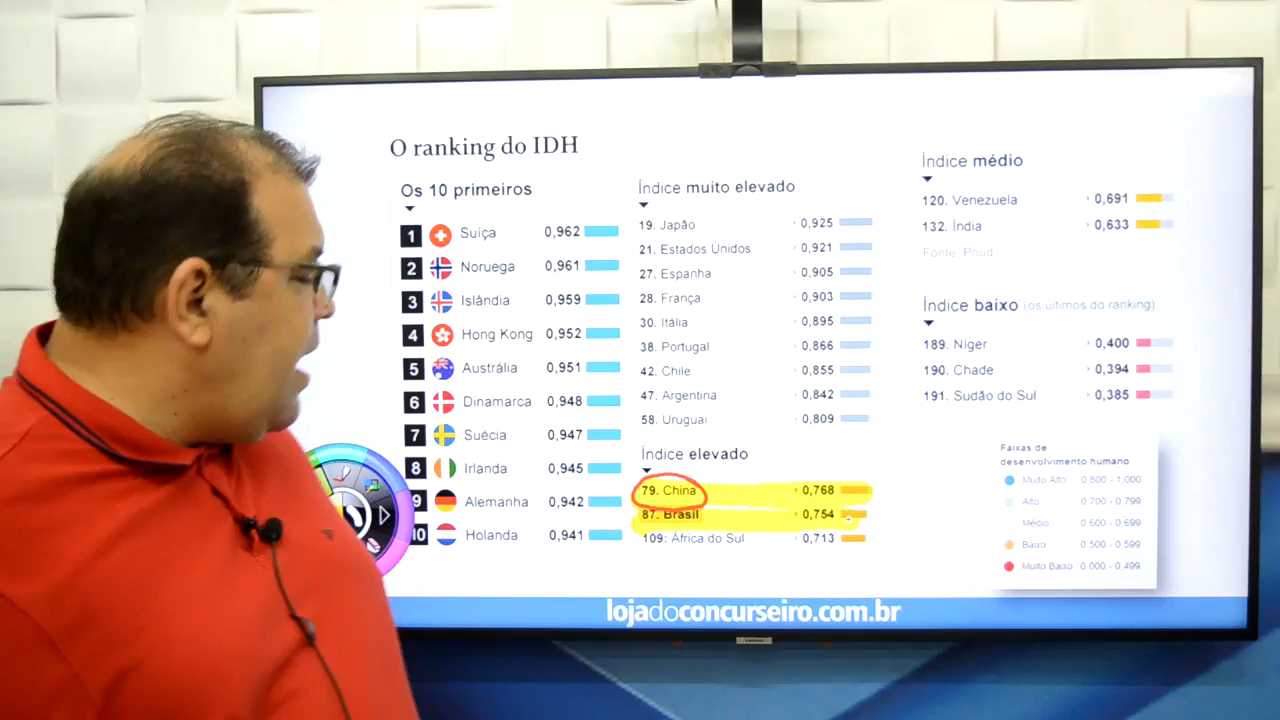 O ranking do IDH
Os 10 primeiros
1 Suíça 0,962
2 Noruega 0,961
3 Islândia 0,959
4 Hong Kong 0,952
5 Austrália 0,951
6 Dinamarca 0,948
7 Suécia 0,947
8 Irlanda 0,945
9 Alemanha 0,942
10 Holanda 0,941
Índice muito elevado
19. Japão 0,925
21. Estados Unidos 0,921
27. Espanha 0,905
28. França 0,903
30. Itália 0,895
38. Portugal 0,866
42. Chile 0,855
47. Argentina 0,842
58. Uruguai 0,809
Índice elevado
79. China 0,768
87. Brasil 0,754
109: África do Sul 0,713
Índice médio
120. Venezuela 0,691
132. Índia 0,633
Fonte: Pnud
Índice baixo (os últimos do ranking)
189. Níger 0,400
190. Chade 0,394
191. Sudão do Sul 0,385
Faixas de
desenvolvimento humano
Muito Alto 0.800 - 1.000
Alto 0.700 - 0.799
Médio 0.600 - 0.699
Baixo 0.500 - 0.599
Muito Baixo 0.000 - 0.499
lojadoconcurseiro.com.br